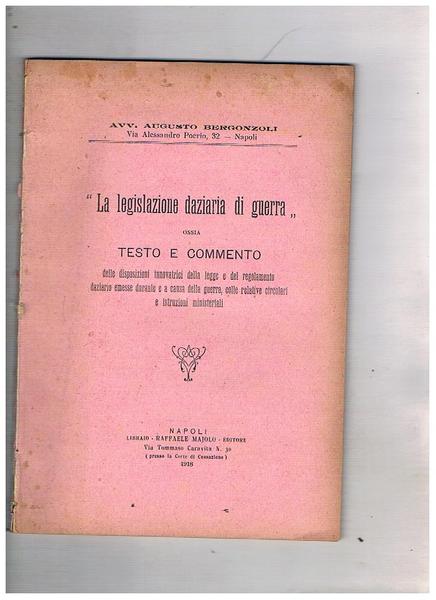 AVV. AUGUSTO BERGONZOLI
Via Alessandro Poerio, 32 — Napoli
“ La legislazione daziaria di guerra „
OSSIA
TESTO E COMMENTO
delle disposizioni innovatrici della legge e del regolamento
daziario emesse durante e a causa della guerra, colle relative circolari
e istruzioni ministeriali
NAPOLI
LIBRAIO - RAFFAELE MAJOLO - EDITORE
Via Tommaso Caravita N. 30
( presso la Corte di Cassazione )
1918